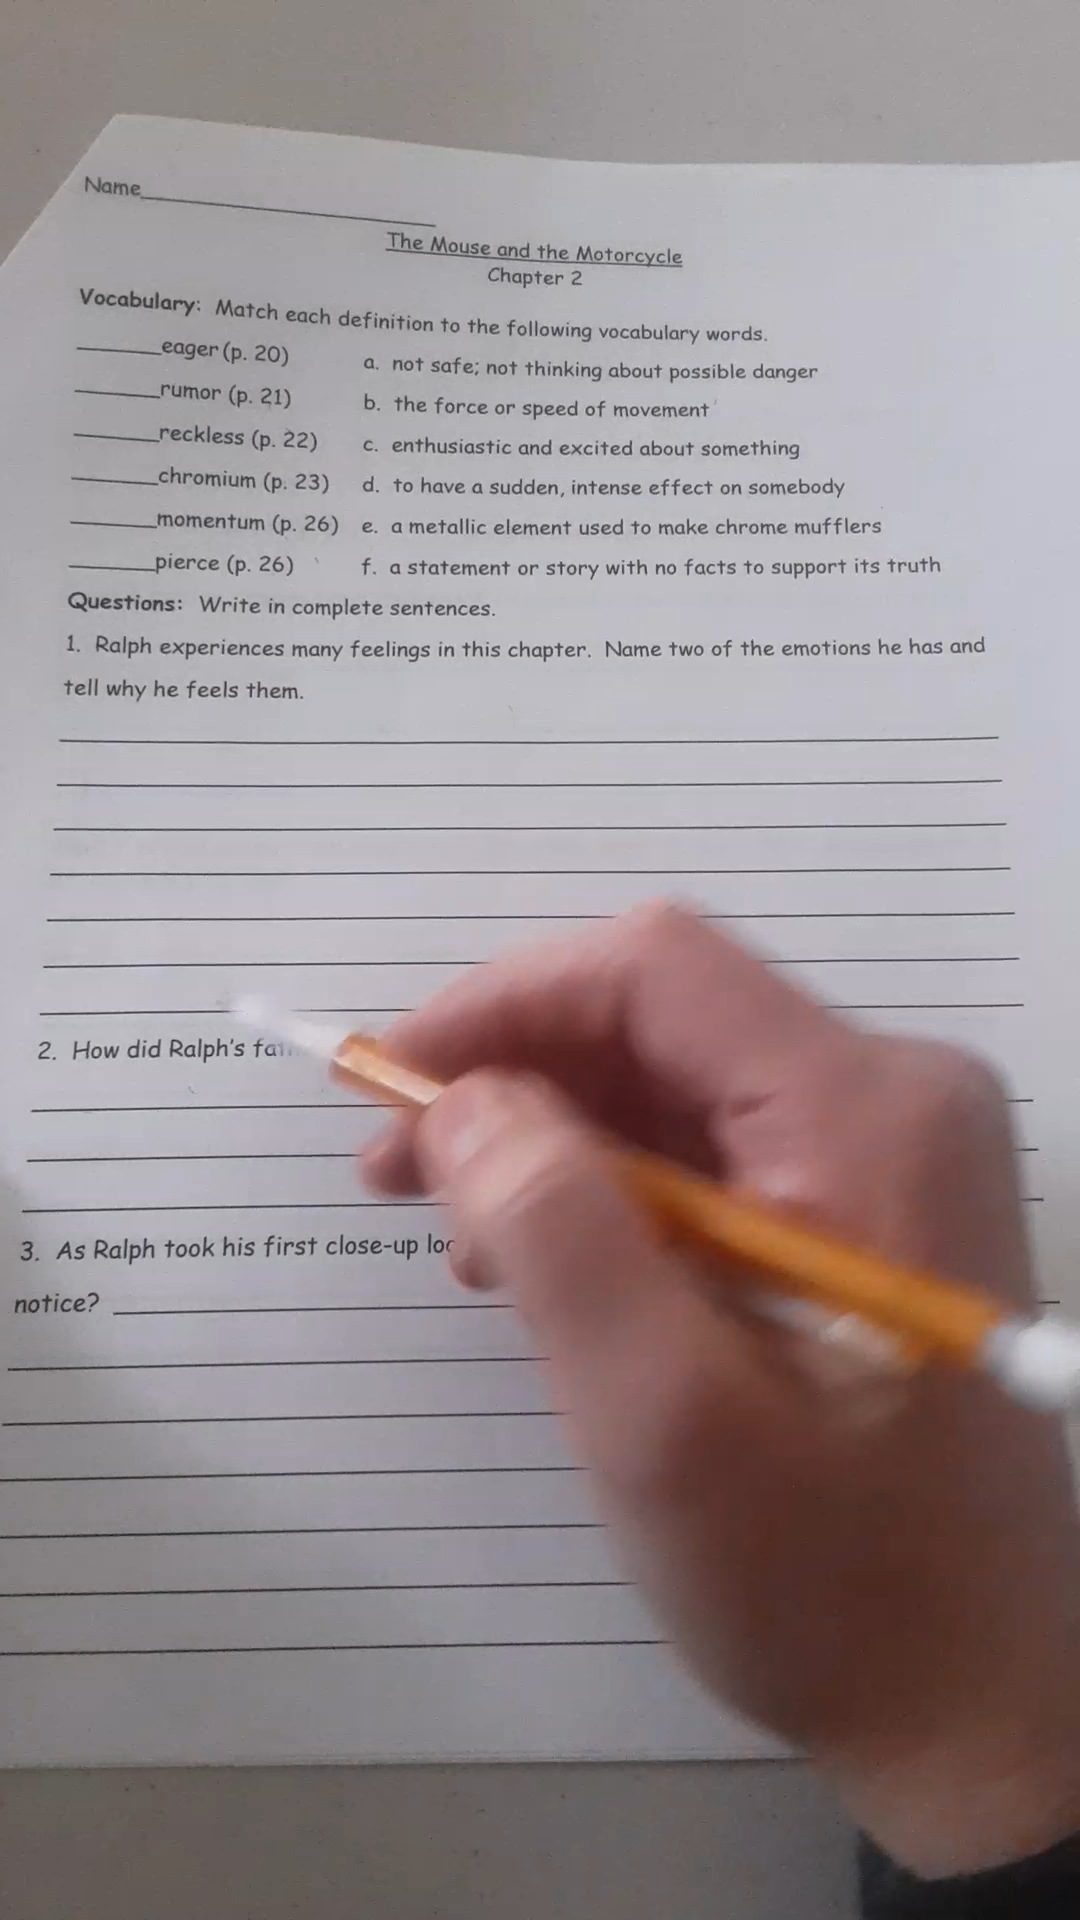 Name
The Mouse and the Motorcycle
Chapter 2
Vocabulary: Match each definition to the following vocabulary words.
eager (p. 20) a. not safe; not thinking about possible danger
rumor (p. 21) b. the force or speed of movement
reckless (p. 22) c. enthusiastic and excited about something
chromium (p. 23) d. to have a sudden, intense effect on somebody
momentum (p. 26) e. a metallic element used to make chrome mufflers
pierce (p. 26) f. a statement or story with no facts to support its truth
Questions: Write in complete sentences.
1. Ralph experiences many feelings in this chapter. Name two of the emotions he has and
tell why he feels them.
2. How did Ralph's
3. As Ralph took his first close-up
notice?